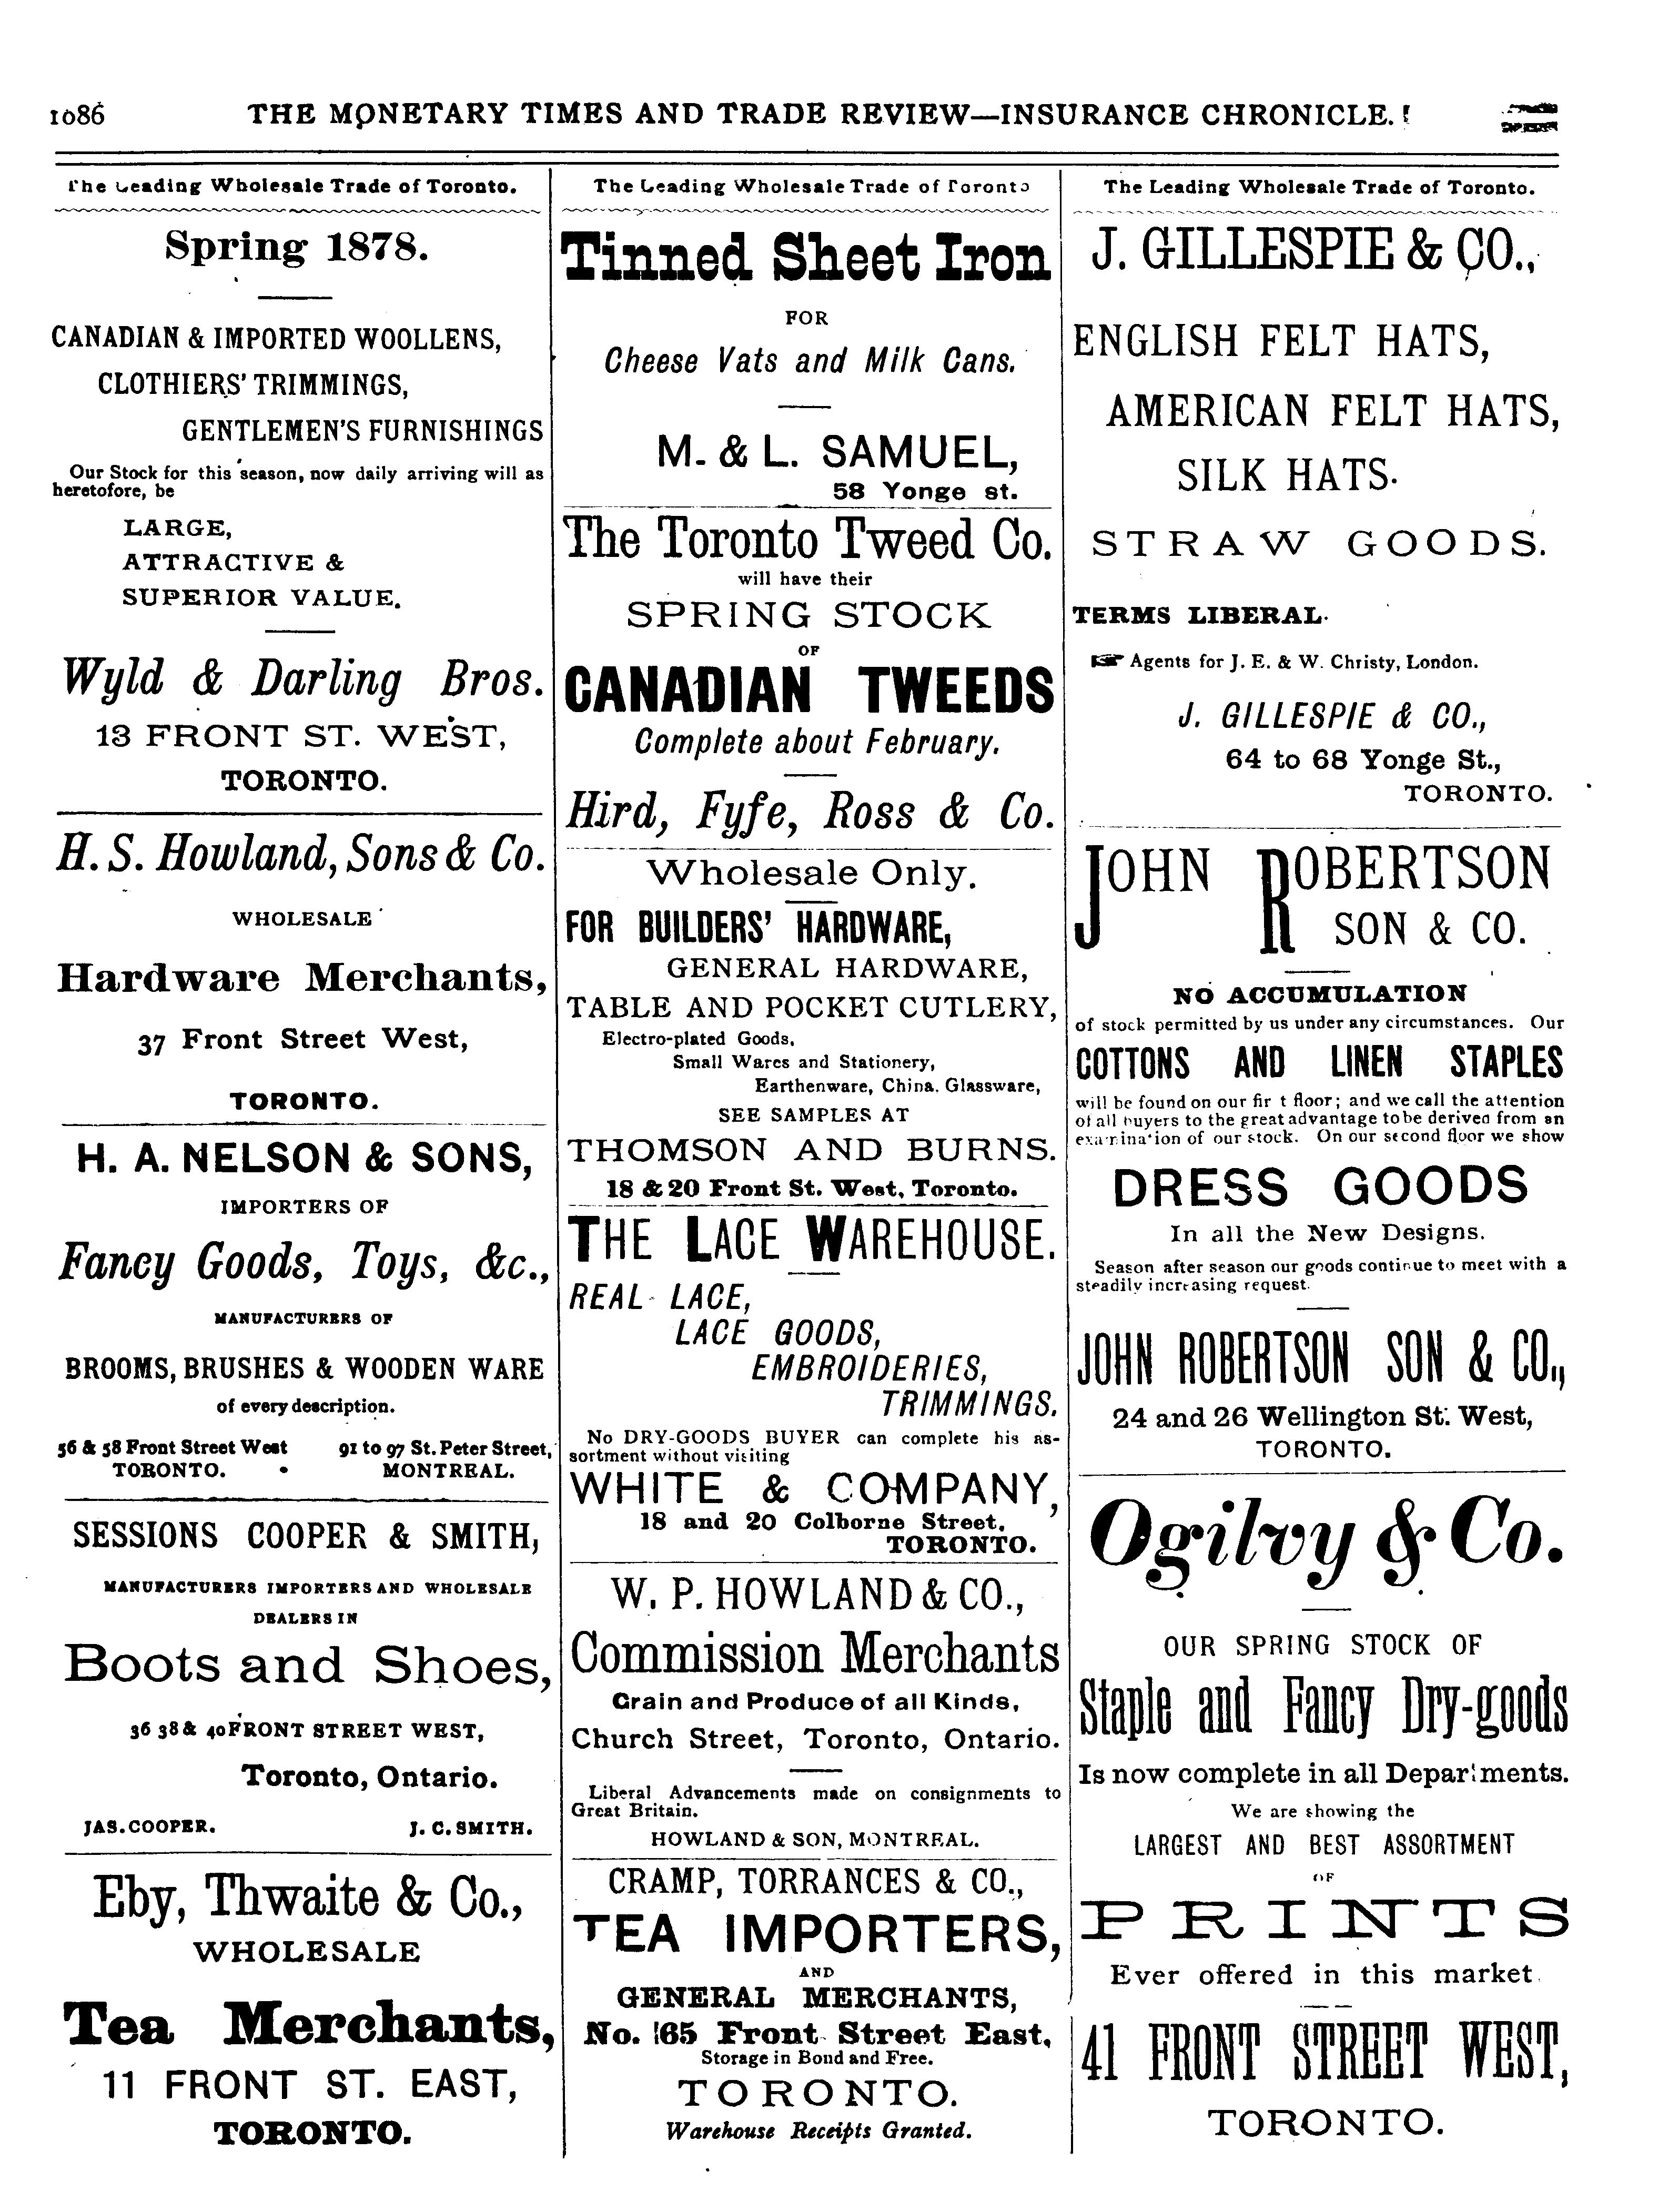 1086 THE MONETARY TIMES AND TRADE REVIEW—INSURANCE CHRONICLE.
The Leading Wholesale Trade of Toronto.
Spring 1878.
CANADIAN & IMPORTED WOOLLENS,
CLOTHIERS' TRIMMINGS,
GENTLEMEN'S FURNISHINGS
Our Stock for this season, now daily arriving will as
heretofore, be
LARGE,
ATTRACTIVE &
SUPERIOR VALUE.
Wyld & Darling Bros.
13 FRONT ST. WEST,
TORONTO.
H. S. Howland, Sons & Co.
WHOLESALE
Hardware Merchants,
37 Front Street West,
TORONTO.
H. A. NELSON & SONS,
IMPORTERS OF
Fancy Goods, Toys, &c.,
MANUFACTURERS OF
BROOMS, BRUSHES & WOODEN WARE
of every description.
56 & 58 Front Street West 91 to 97 St. Peter Street,
TORONTO. MONTREAL.
SESSIONS COOPER & SMITH,
MANUFACTURERS IMPORTERS AND WHOLESALE
DEALERS IN
Boots and Shoes,
36 38 & 40 FRONT STREET WEST,
Toronto, Ontario.
JAS. COOPER. J. C. SMITH.
Eby, Thwaite & Co.,
WHOLESALE
Tea Merchants,
11 FRONT ST. EAST,
TORONTO.
The Leading Wholesale Trade of Toronto
Tinned Sheet Iron
FOR
Cheese Vats and Milk Cans.
M. & L. SAMUEL,
58 Yonge st.
The Toronto Tweed Co.
will have their
SPRING STOCK
OF
CANADIAN TWEEDS
Complete about February.
Hird, Fyfe, Ross & Co.
Wholesale Only.
FOR BUILDERS' HARDWARE,
GENERAL HARDWARE,
TABLE AND POCKET CUTLERY,
Electro-plated Goods,
Small Wares and Stationery,
Earthenware, China. Glassware,
SEE SAMPLES AT
THOMSON AND BURNS.
18 & 20 Front St. West, Toronto.
THE LACE WAREHOUSE.
REAL LACE,
LACE GOODS,
EMBROIDERIES,
TRIMMINGS.
No DRY-GOODS BUYER can complete his as-
sortment without visiting
WHITE & COMPANY,
18 and 20 Colborne Street,
TORONTO.
W. P. HOWLAND & CO.,
Commission Merchants
Grain and Produce of all Kinds,
Church Street, Toronto, Ontario.
Liberal Advancements made on consignments to
Great Britain.
HOWLAND & SON, MONTREAL.
CRAMP, TORRANCES & CO.,
TEA IMPORTERS,
AND
GENERAL MERCHANTS,
No. 165 Front Street East,
Storage in Bond and Free.
TORONTO.
Warehouse Receipts Granted.
The Leading Wholesale Trade of Toronto.
J. GILLESPIE & CO.,
ENGLISH FELT HATS,
AMERICAN FELT HATS,
SILK HATS.
STRAW GOODS.
TERMS LIBERAL.
☞ Agents for J. E. & W. Christy, London.
J. GILLESPIE & CO.,
64 to 68 Yonge St.,
TORONTO.
JOHN ROBERTSON
SON & CO.
NO ACCUMULATION
of stock permitted by us under any circumstances. Our
COTTONS AND LINEN STAPLES
will be found on our fir t floor; and we call the attention
of all buyers to the great advantage to be derived from an
examination of our stock. On our second floor we show
DRESS GOODS
In all the New Designs.
Season after season our goods continue to meet with a
steadily increasing request.
JOHN ROBERTSON SON & CO.,
24 and 26 Wellington St. West,
TORONTO.
Ogilvy & Co.
OUR SPRING STOCK OF
Staple and Fancy Dry-goods
Is now complete in all Departments.
We are showing the
LARGEST AND BEST ASSORTMENT
OF
PRINTS
Ever offered in this market.
41 FRONT STREET WEST,
TORONTO.